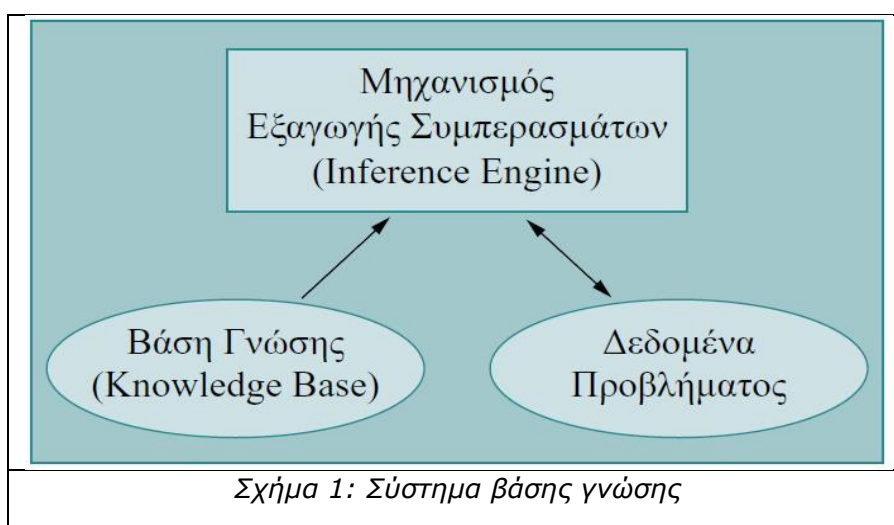 Μηχανισμός
Εξαγωγής Συμπερασμάτων
(Inference Engine)
Βάση Γνώσης
(Knowledge Base)
Δεδομένα
Προβλήματος
Σχήμα 1: Σύστημα βάσης γνώσης